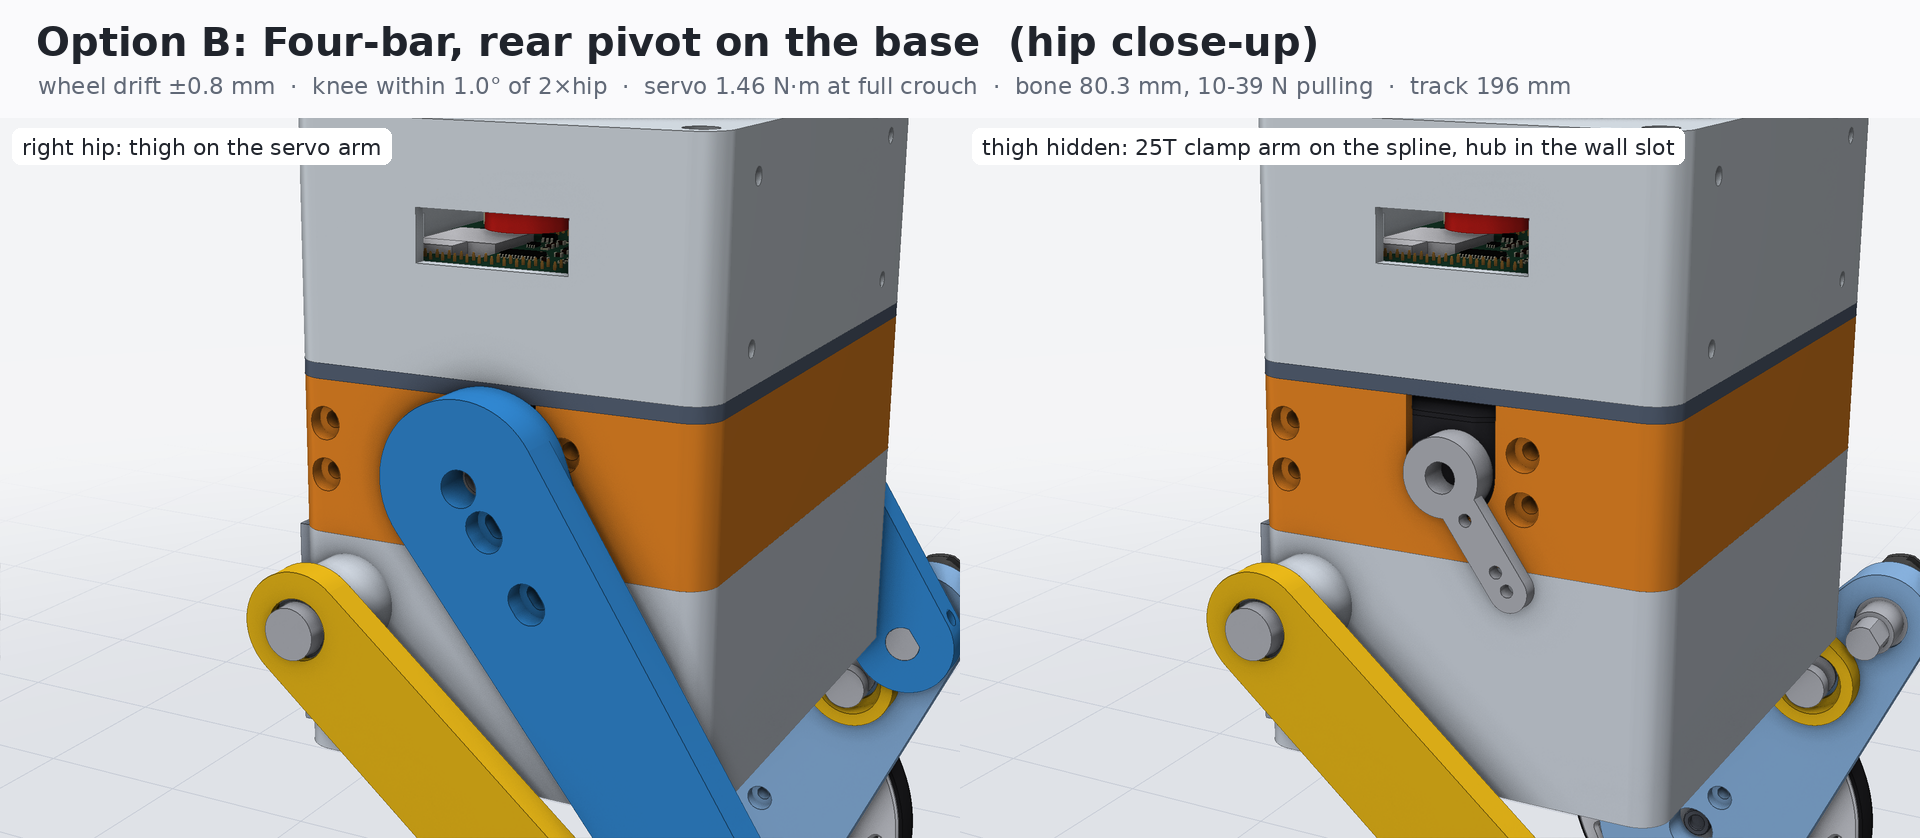 Option B: Four-bar, rear pivot on the base (hip close-up)
wheel drift ±0.8 mm · knee within 1.0° of 2×hip · servo 1.46 N·m at full crouch · bone 80.3 mm, 10-39 N pulling · track 196 mm
right hip: thigh on the servo arm
thigh hidden: 25T clamp arm on the spline, hub in the wall slot